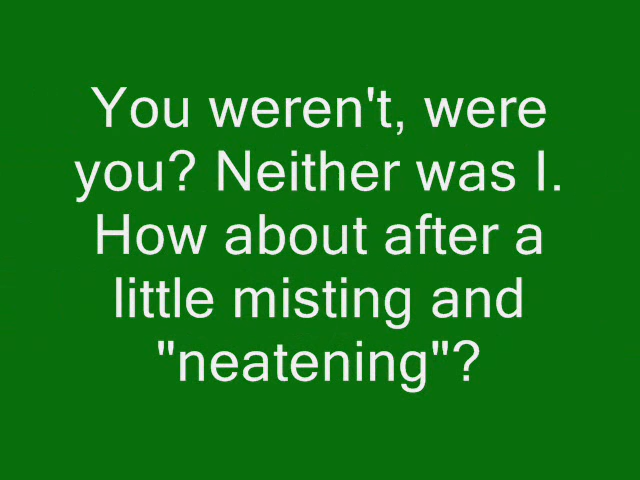 You weren't, were
you? Neither was I.
How about after a
little misting and
"neatening"?